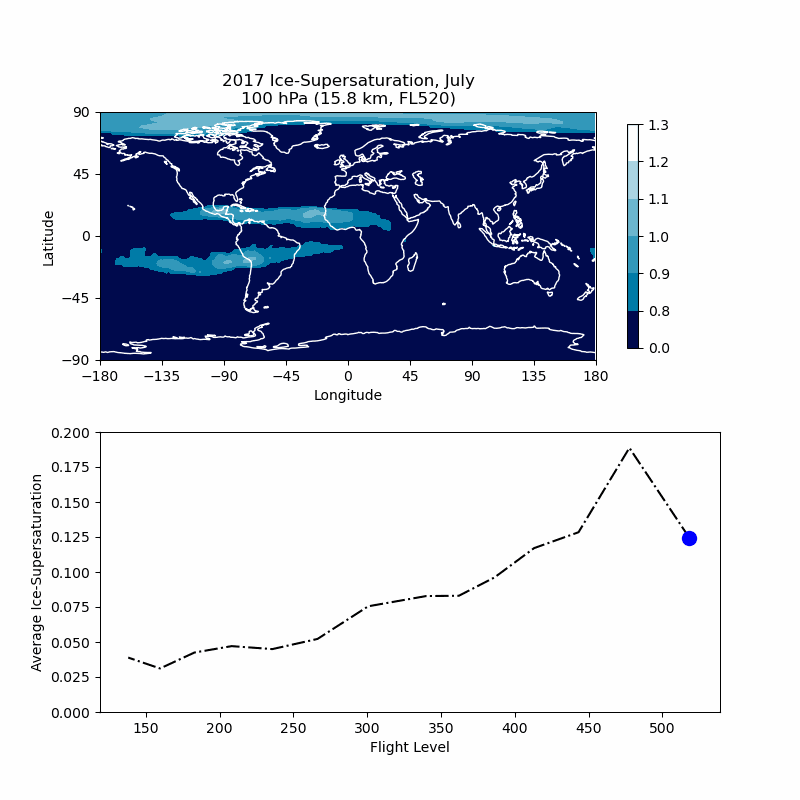 2017 Ice-Supersaturation, July
100 hPa (15.8 km, FL520)
90
45
0
−45
−90
Latitude
−180 −135 −90 −45 0 45 90 135 180
Longitude
1.3
1.2
1.1
1.0
0.9
0.8
0.0
0.200
0.175
0.150
0.125
0.100
0.075
0.050
0.025
0.000
Average Ice-Supersaturation
150 200 250 300 350 400 450 500
Flight Level